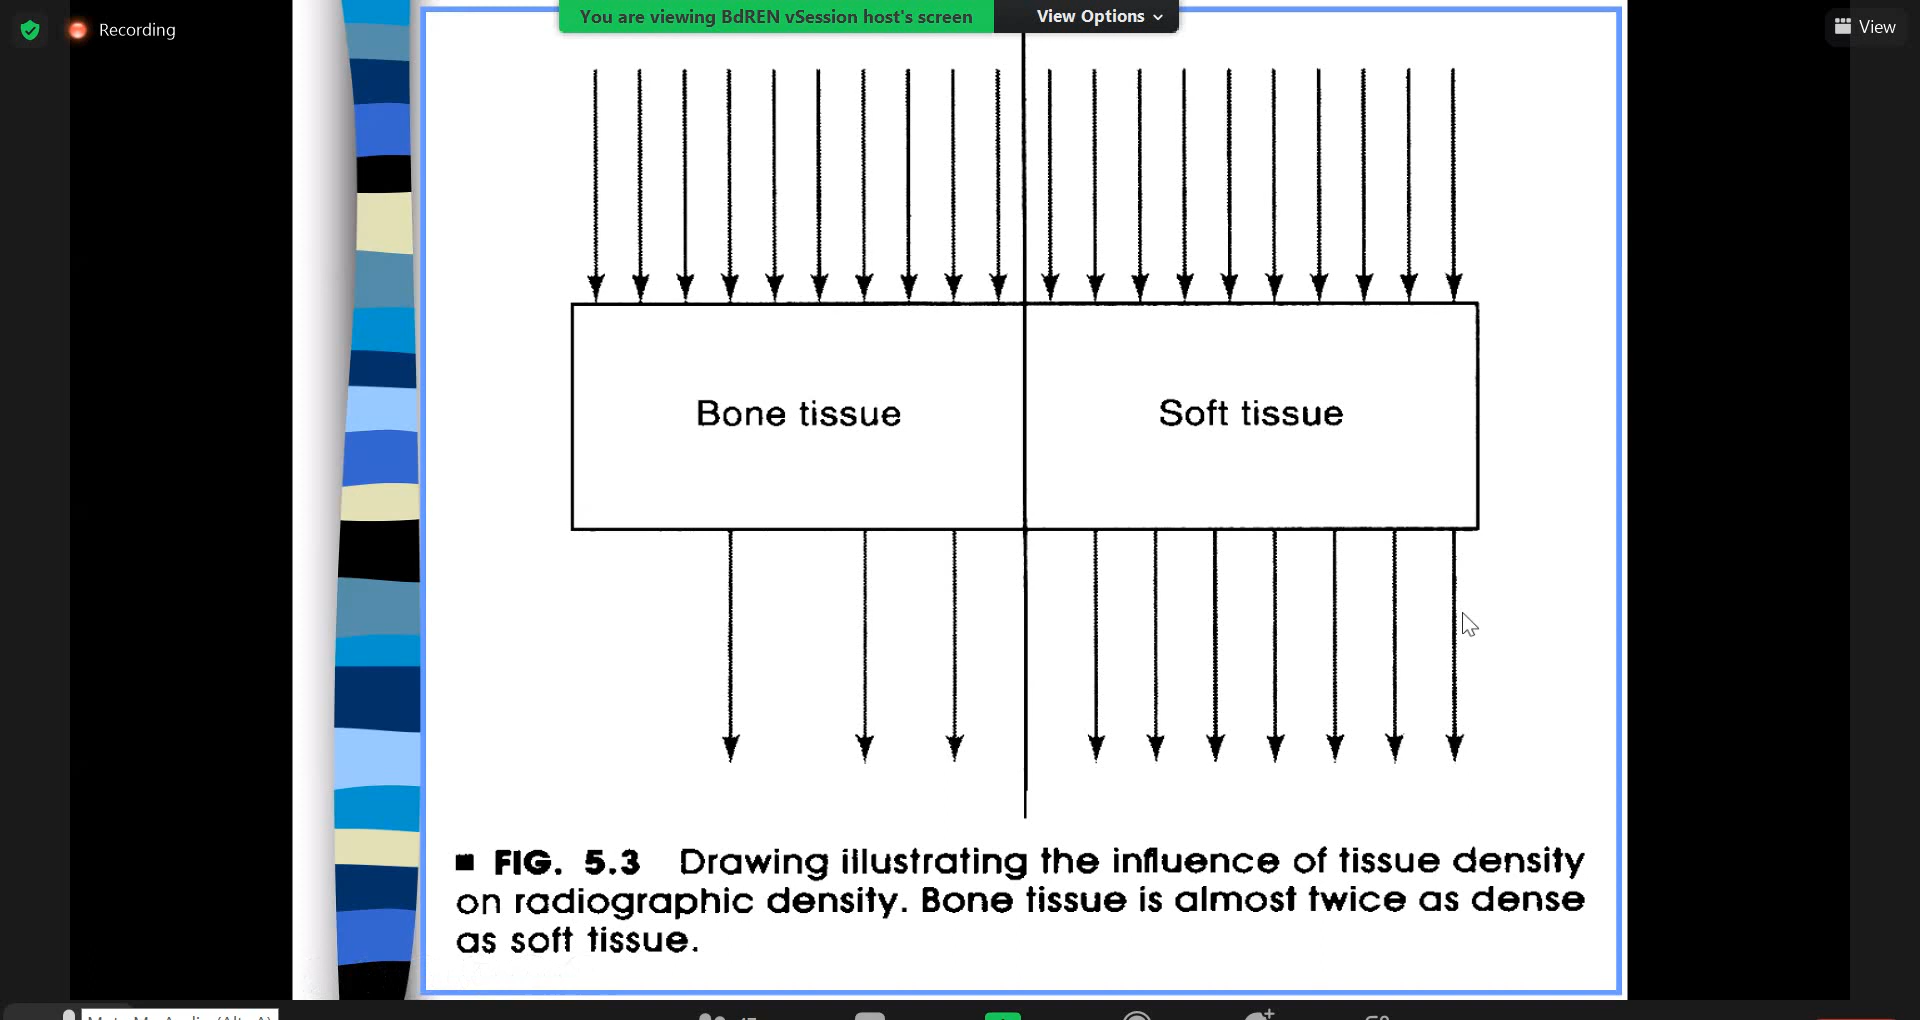 You are viewing BdREN vSession host's screen
View Options
Recording
View
Bone tissue
Soft tissue
FIG. 5.3 Drawing illustrating the influence of tissue density
on radiographic density. Bone tissue is almost twice as dense
as soft tissue.